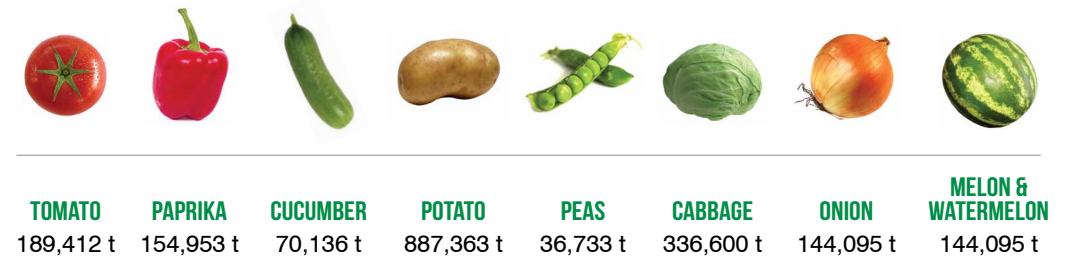 TOMATO
189,412 t
PAPRIKA
154,953 t
CUCUMBER
70,136 t
POTATO
887,363 t
PEAS
36,733 t
CABBAGE
336,600 t
ONION
144,095 t
MELON &
WATERMELON
144,095 t